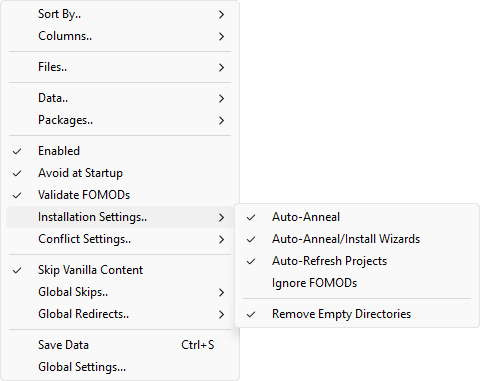 Sort By..
Columns..
Files..
Data..
Packages..
Enabled
Avoid at Startup
Validate FOMODs
Installation Settings..
Conflict Settings..
Skip Vanilla Content
Global Skips..
Global Redirects..
Save Data Ctrl+S
Global Settings...
Auto-Anneal
Auto-Anneal/Install Wizards
Auto-Refresh Projects
Ignore FOMODs
Remove Empty Directories